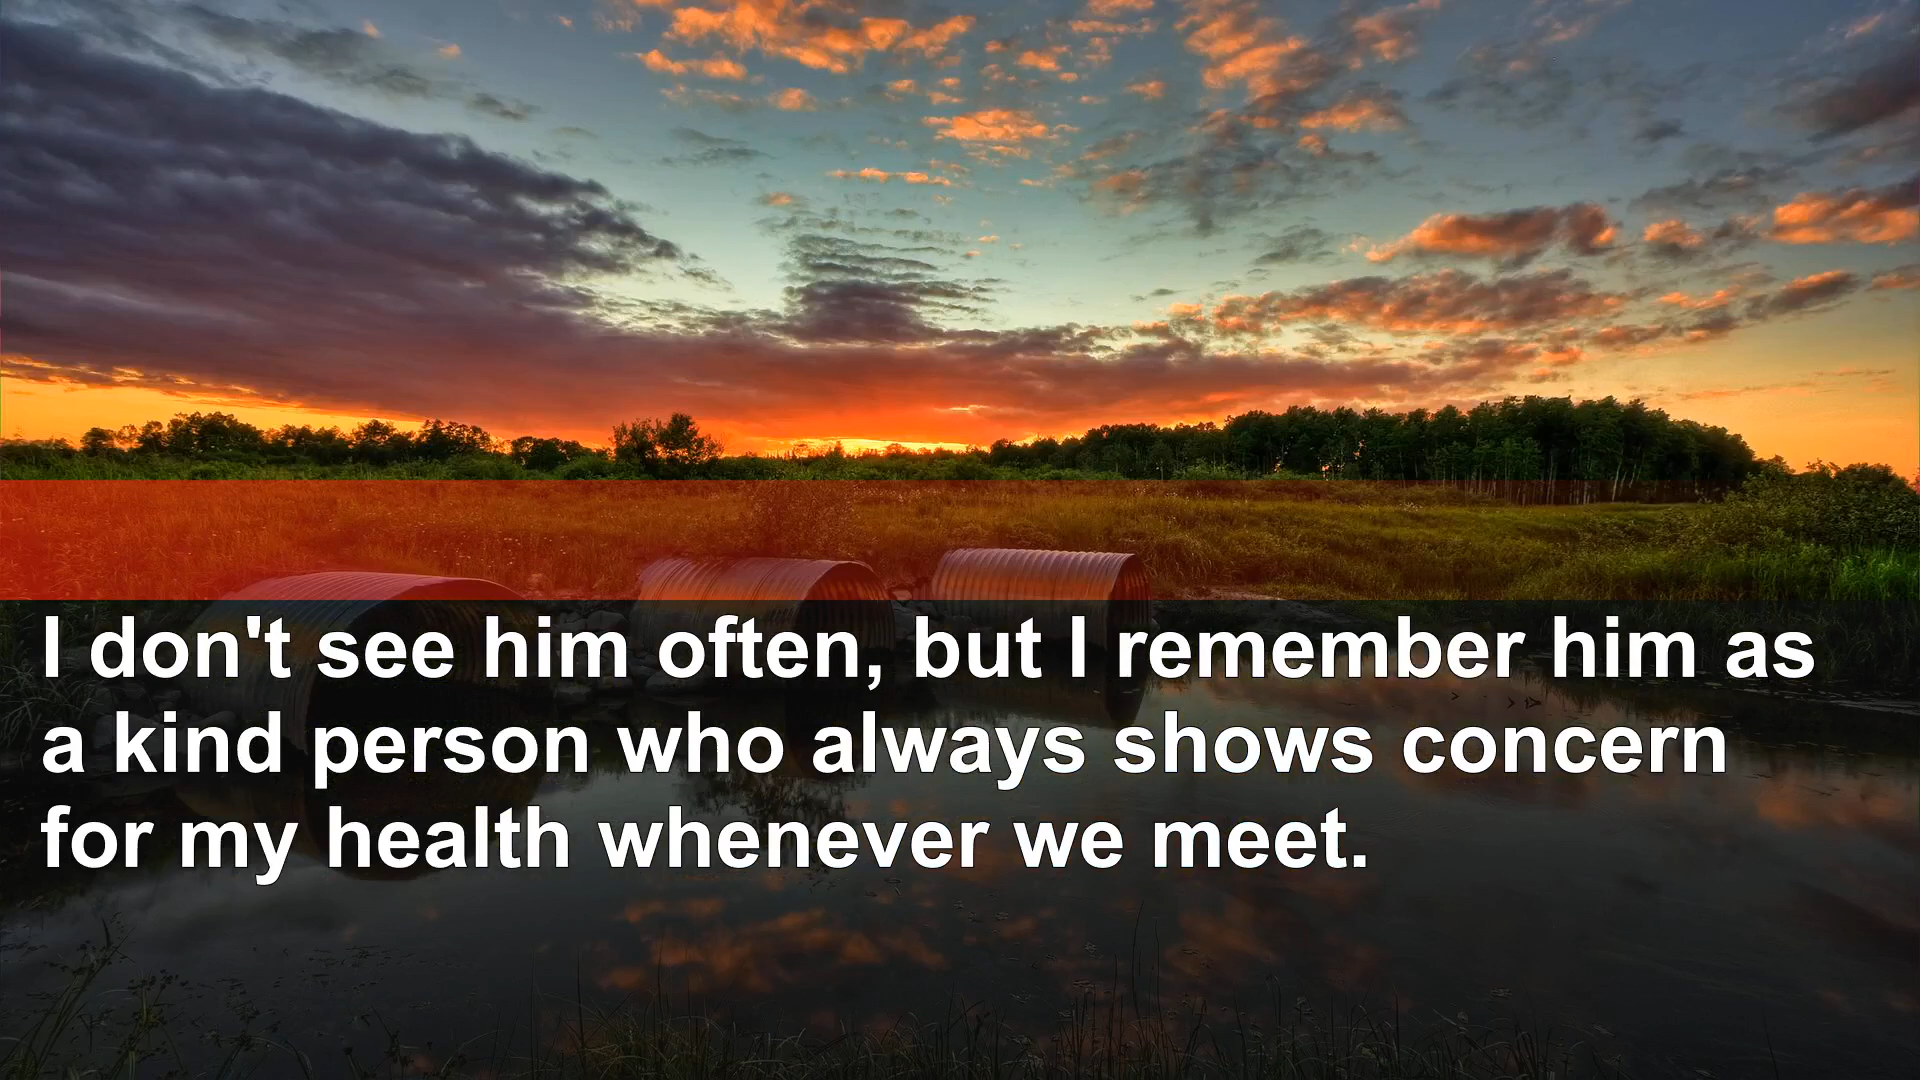 I don't see him often, but I remember him as
a kind person who always shows concern
for my health whenever we meet.